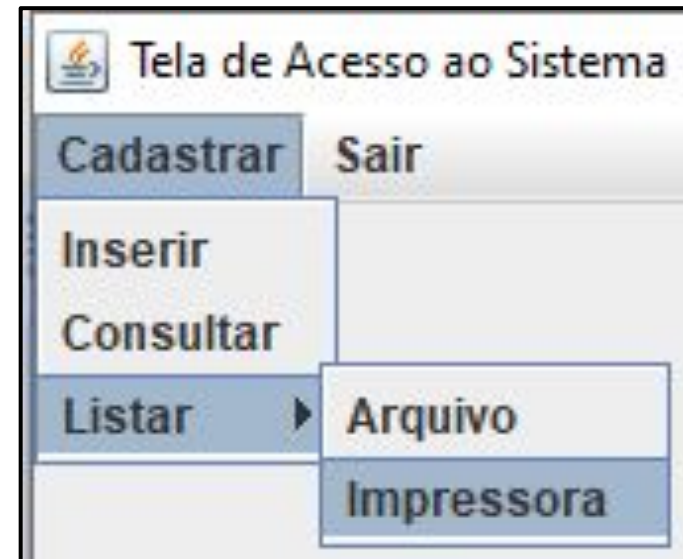 Tela de Acesso ao Sistema
Cadastrar Sair
Inserir
Consultar
Listar Arquivo
Impressora